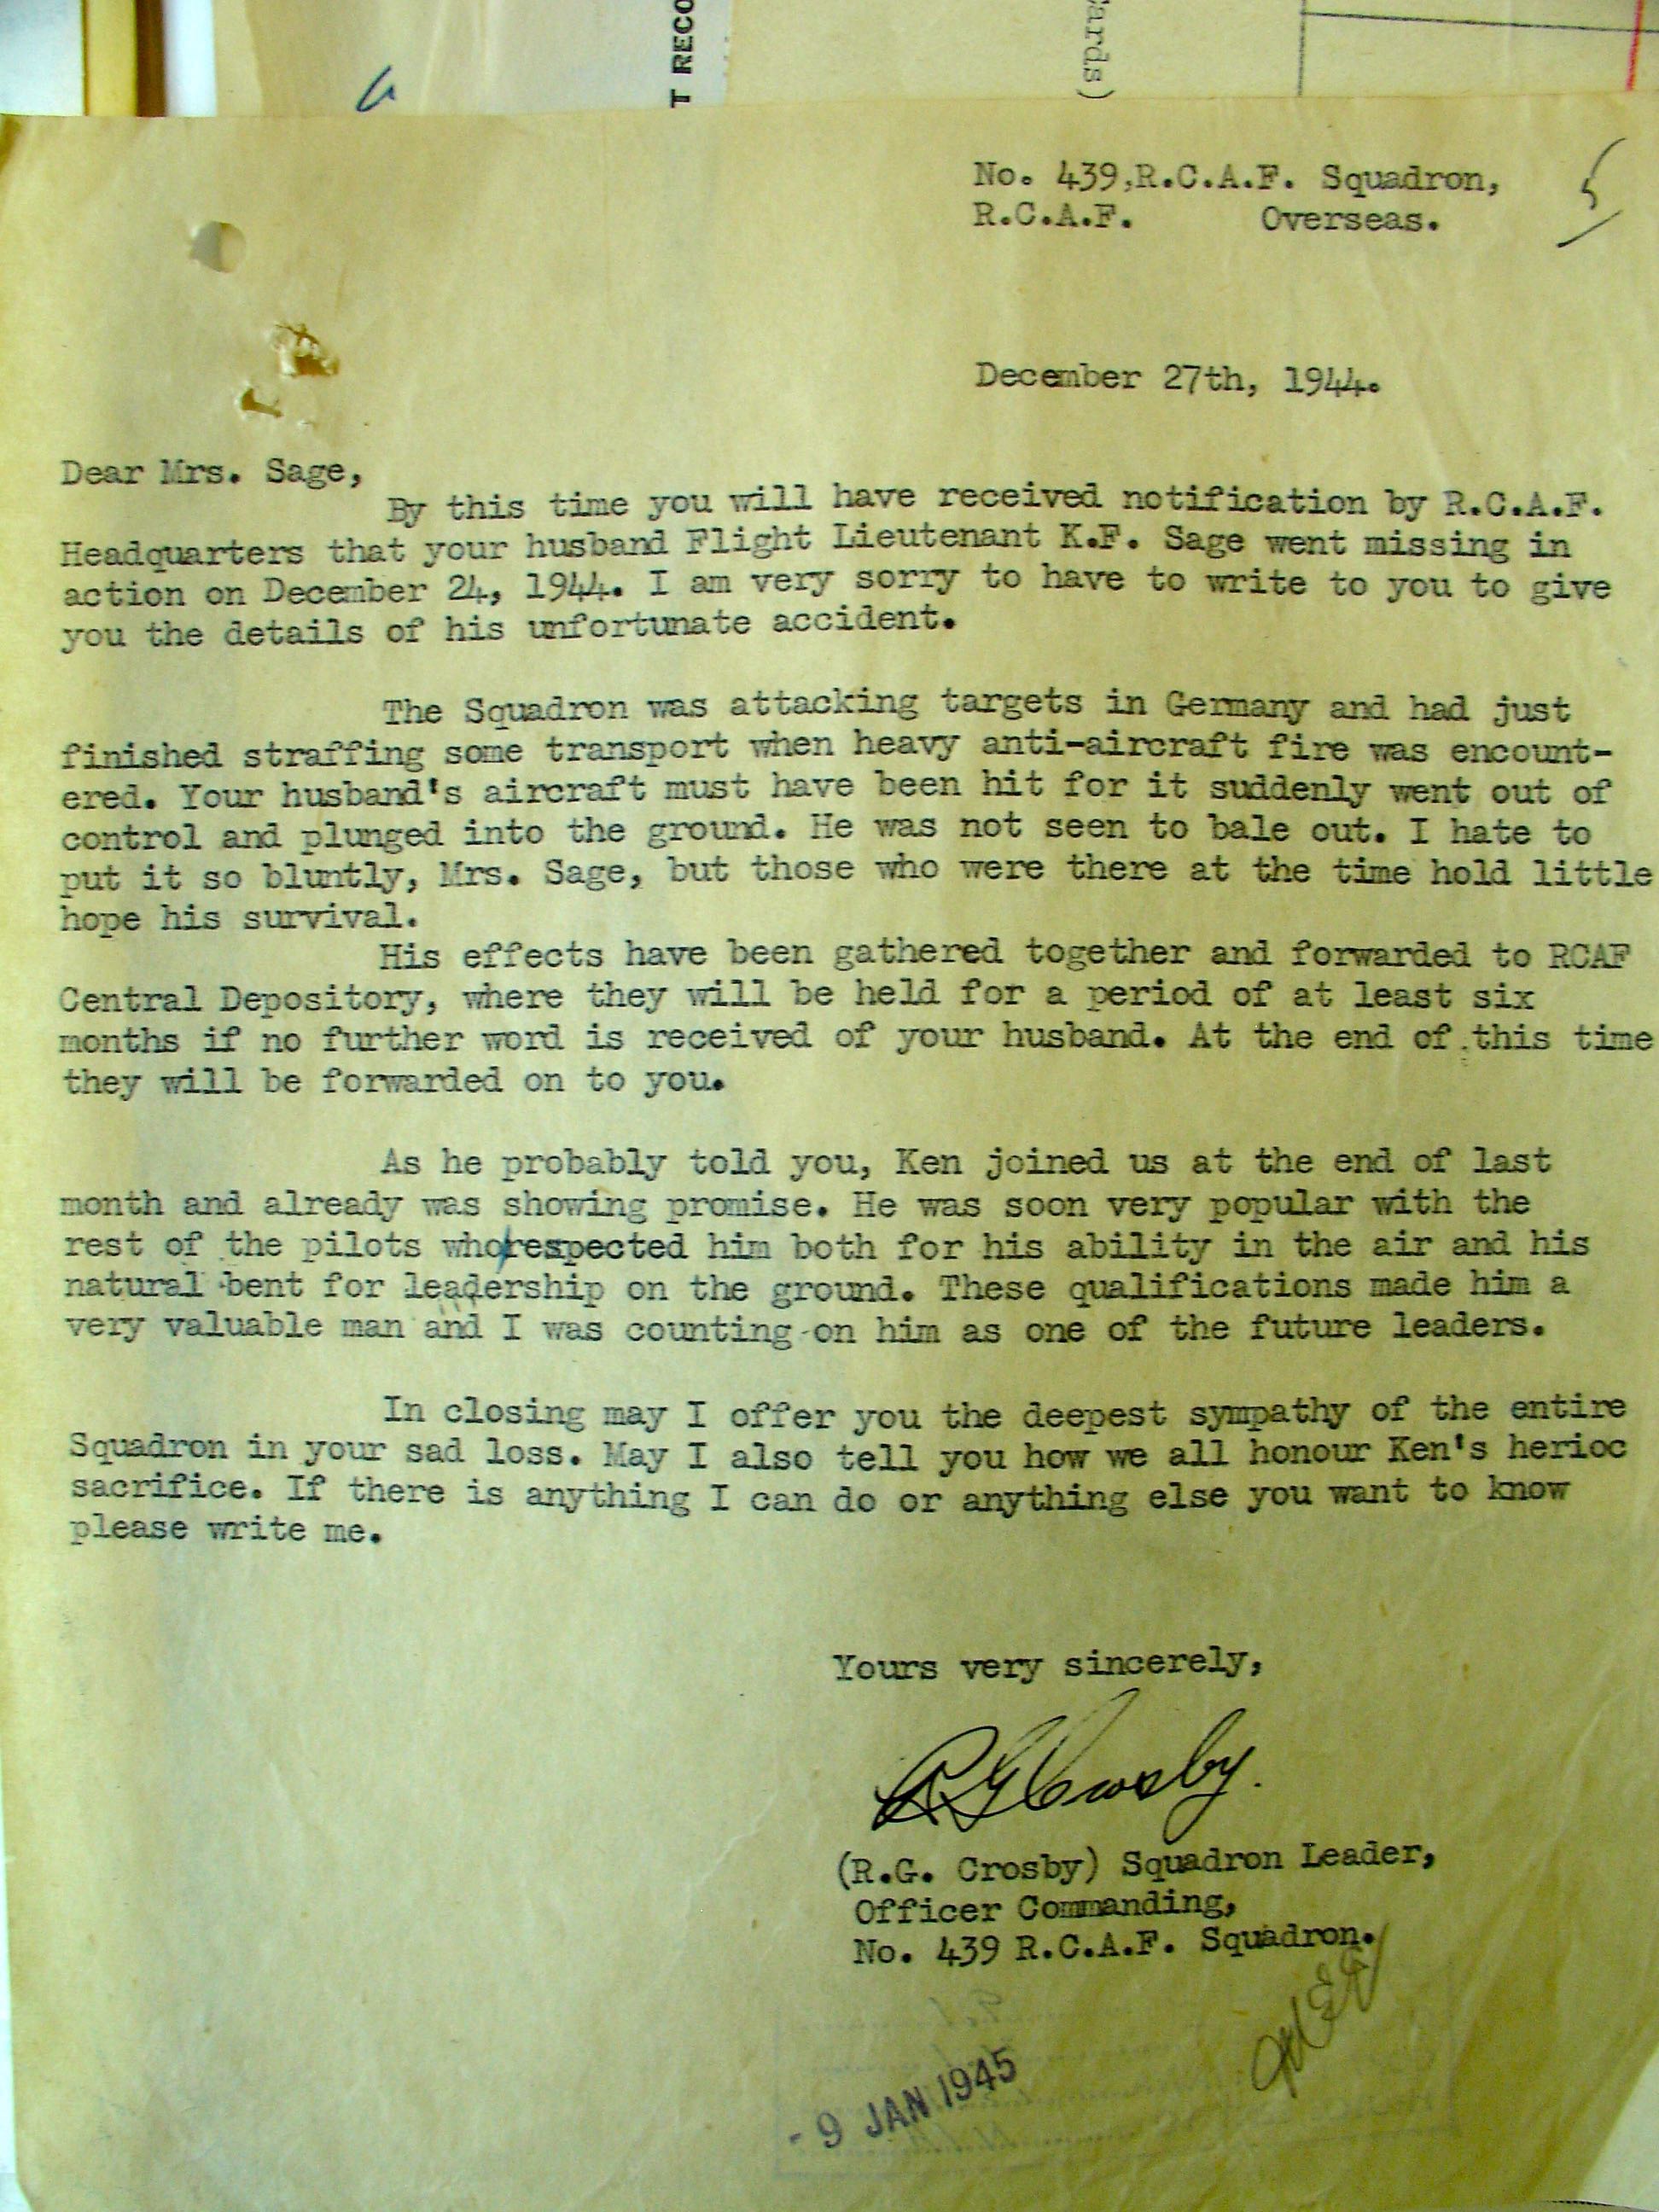 T RECO
ards)
No. 439,R.C.A.F. Squadron,
R.C.A.F. Overseas.
December 27th, 1944.
Dear Mrs. Sage,
By this time you will have received notification by R.C.A.F.
Headquarters that your husband Flight Lieutenant K.F. Sage went missing in
action on December 24, 1944. I am very sorry to have to write to you to give
you the details of his unfortunate accident.
The Squadron was attacking targets in Germany and had just
finished straffing some transport when heavy anti-aircraft fire was encount-
ered. Your husband's aircraft must have been hit for it suddenly went out of
control and plunged into the ground. He was not seen to bale out. I hate to
put it so bluntly, Mrs. Sage, but those who were there at the time hold little
hope his survival.
His effects have been gathered together and forwarded to RCAF
Central Depository, where they will be held for a period of at least six
months if no further word is received of your husband. At the end of this time
they will be forwarded on to you.
As he probably told you, Ken joined us at the end of last
month and already was showing promise. He was soon very popular with the
rest of the pilots who respected him both for his ability in the air and his
natural bent for leadership on the ground. These qualifications made him a
very valuable man and I was counting on him as one of the future leaders.
In closing may I offer you the deepest sympathy of the entire
Squadron in your sad loss. May I also tell you how we all honour Ken's herioc
sacrifice. If there is anything I can do or anything else you want to know
please write me.
Yours very sincerely,
RG Crosby.
(R.G. Crosby) Squadron Leader,
Officer Commanding,
No. 439 R.C.A.F. Squadron.
- 9 JAN 1945